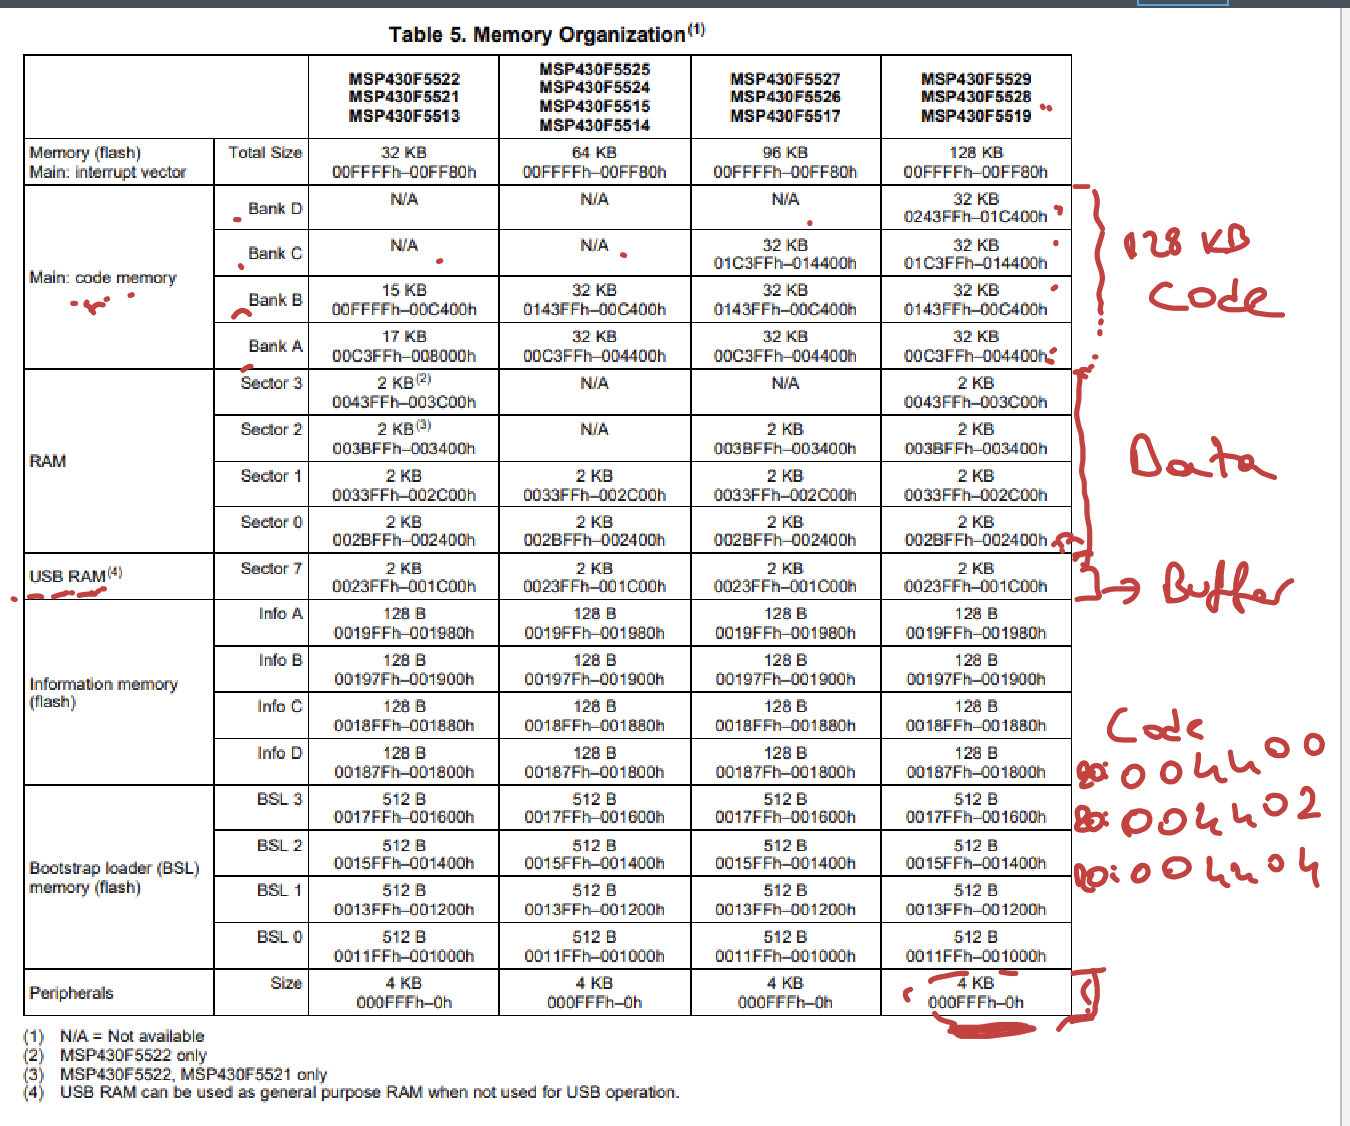 Table 5. Memory Organization(1)
MSP430F5522 MSP430F5521 MSP430F5513 MSP430F5525 MSP430F5524 MSP430F5515 MSP430F5514 MSP430F5527 MSP430F5526 MSP430F5517 MSP430F5529 MSP430F5528 MSP430F5519
Memory (flash) Total Size 32 KB 64 KB 96 KB 128 KB
Main: interrupt vector 00FFFFh–00FF80h 00FFFFh–00FF80h 00FFFFh–00FF80h 00FFFFh–00FF80h
Main: code memory
Bank D N/A N/A N/A 32 KB
0243FFh–01C400h
Bank C N/A N/A 32 KB 32 KB
01C3FFh–014400h 01C3FFh–014400h
Bank B 15 KB 32 KB 32 KB 32 KB
00FFFFh–00C400h 0143FFh–00C400h 0143FFh–00C400h 0143FFh–00C400h
Bank A 17 KB 32 KB 32 KB 32 KB
00C3FFh–008000h 00C3FFh–004400h 00C3FFh–004400h 00C3FFh–004400h
128 KB
Code
RAM
Sector 3 2 KB(2) N/A N/A 2 KB
0043FFh–003C00h 0043FFh–003C00h
Sector 2 2 KB(3) N/A 2 KB 2 KB
003BFFh–003400h 003BFFh–003400h 003BFFh–003400h
Sector 1 2 KB 2 KB 2 KB 2 KB
0033FFh–002C00h 0033FFh–002C00h 0033FFh–002C00h 0033FFh–002C00h
Sector 0 2 KB 2 KB 2 KB 2 KB
002BFFh–002400h 002BFFh–002400h 002BFFh–002400h 002BFFh–002400h
Data
USB RAM(4) Sector 7 2 KB 2 KB 2 KB 2 KB
0023FFh–001C00h 0023FFh–001C00h 0023FFh–001C00h 0023FFh–001C00h
→ Buffer
Information memory
(flash)
Info A 128 B 128 B 128 B 128 B
0019FFh–001980h 0019FFh–001980h 0019FFh–001980h 0019FFh–001980h
Info B 128 B 128 B 128 B 128 B
00197Fh–001900h 00197Fh–001900h 00197Fh–001900h 00197Fh–001900h
Info C 128 B 128 B 128 B 128 B
0018FFh–001880h 0018FFh–001880h 0018FFh–001880h 0018FFh–001880h
Info D 128 B 128 B 128 B 128 B
00187Fh–001800h 00187Fh–001800h 00187Fh–001800h 00187Fh–001800h
Code
004400
004402
004404
Bootstrap loader (BSL)
memory (flash)
BSL 3 512 B 512 B 512 B 512 B
0017FFh–001600h 0017FFh–001600h 0017FFh–001600h 0017FFh–001600h
BSL 2 512 B 512 B 512 B 512 B
0015FFh–001400h 0015FFh–001400h 0015FFh–001400h 0015FFh–001400h
BSL 1 512 B 512 B 512 B 512 B
0013FFh–001200h 0013FFh–001200h 0013FFh–001200h 0013FFh–001200h
BSL 0 512 B 512 B 512 B 512 B
0011FFh–001000h 0011FFh–001000h 0011FFh–001000h 0011FFh–001000h
Peripherals Size 4 KB 4 KB 4 KB 4 KB
000FFFh–0h 000FFFh–0h 000FFFh–0h 000FFFh–0h
(1) N/A = Not available
(2) MSP430F5522 only
(3) MSP430F5522, MSP430F5521 only
(4) USB RAM can be used as general purpose RAM when not used for USB operation.